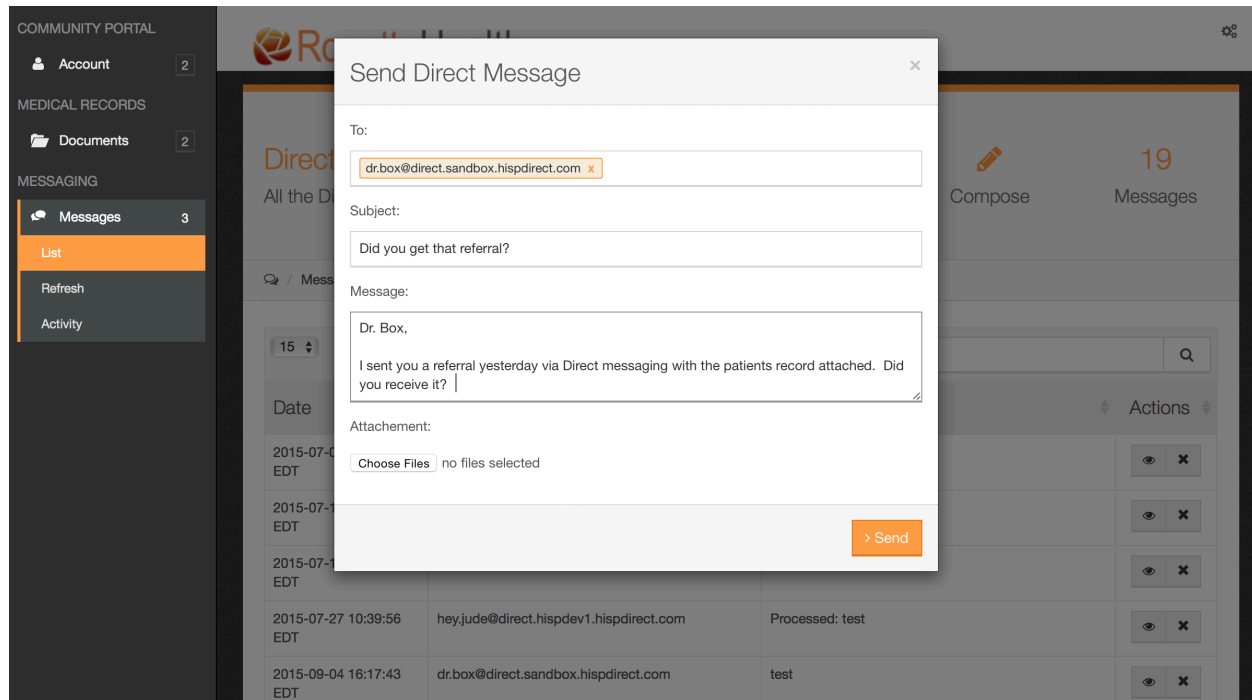 COMMUNITY PORTAL
Account 2
MEDICAL RECORDS
Documents 2
MESSAGING
Messages 3
List
Refresh
Activity
Send Direct Message ×
To:
dr.box@direct.sandbox.hispdirect.com x
Subject:
Did you get that referral?
Message:
Dr. Box,
I sent you a referral yesterday via Direct messaging with the patients record attached. Did
you receive it?
Attachement:
Choose Files no files selected
> Send
Direct
All the
Compose
19
Messages
/
15
Date
Actions
EDT
EDT
EDT
2015-07-27 10:39:56 hey.jude@direct.hispdev1.hispdirect.com Processed: test
EDT
2015-09-04 16:17:43 dr.box@direct.sandbox.hispdirect.com test
EDT